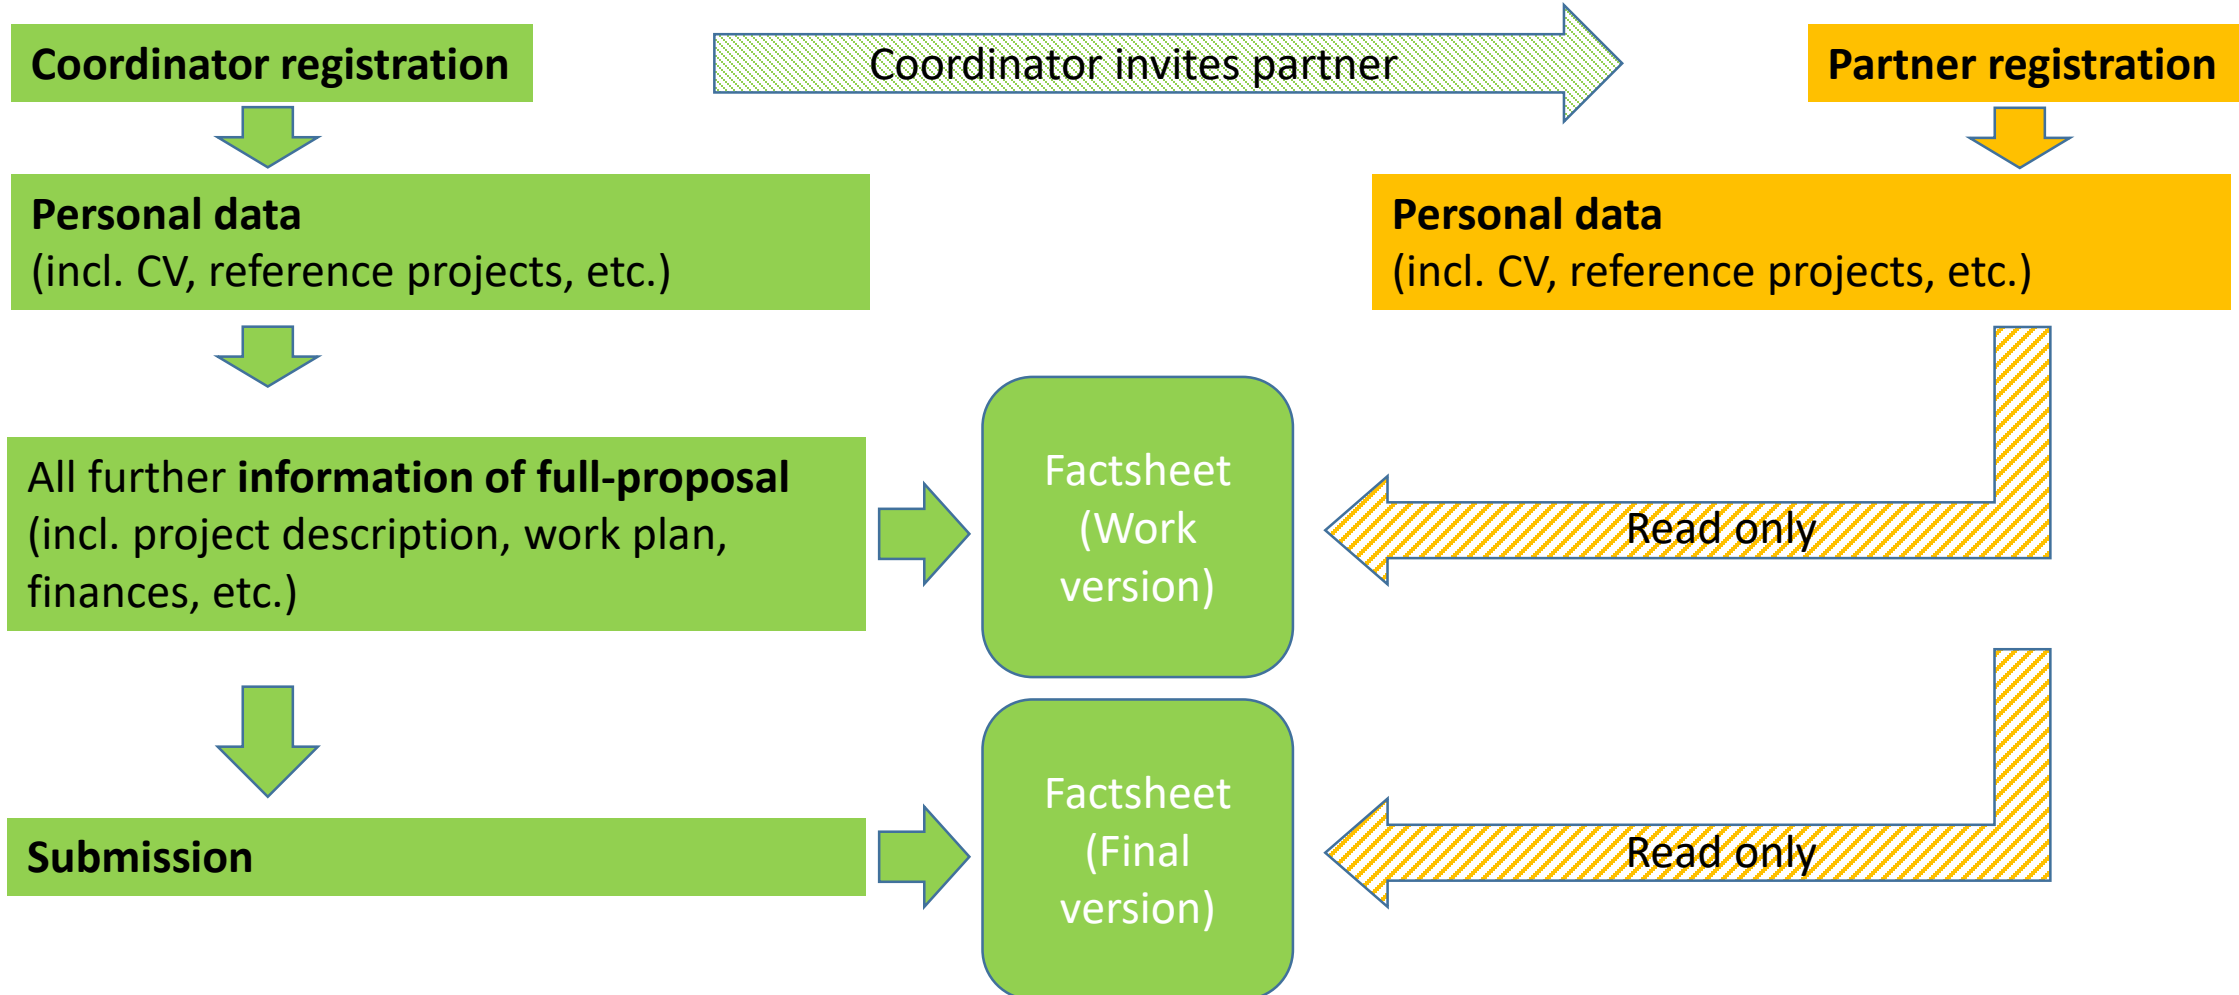 Coordinator registration
Coordinator invites partner
Partner registration
Personal data
(incl. CV, reference projects, etc.)
Personal data
(incl. CV, reference projects, etc.)
All further information of full-proposal
(incl. project description, work plan,
finances, etc.)
Factsheet
(Work
version)
Read only
Submission
Factsheet
(Final
version)
Read only